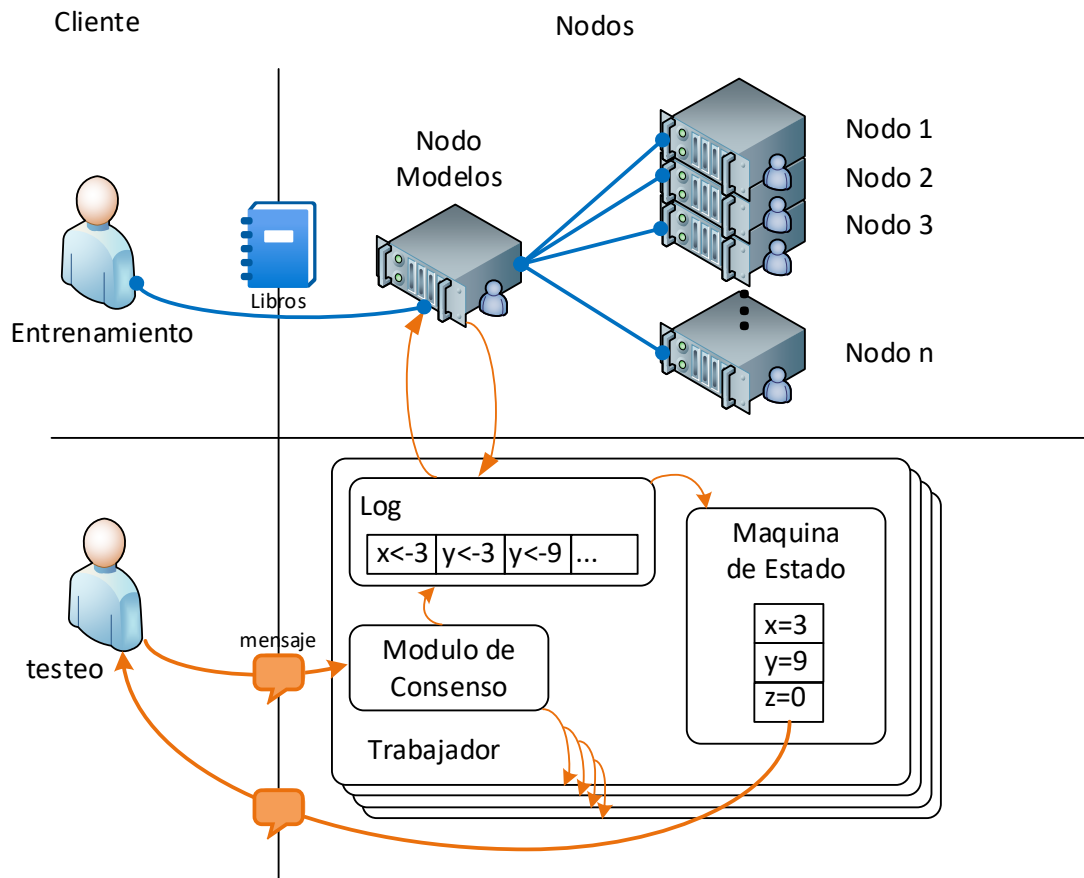 Cliente
Nodos
Nodo
Modelos
Nodo 1
Nodo 2
Nodo 3
Nodo n
Libros
Entrenamiento
Log
x<-3 y<-3 y<-9 ...
Maquina
de Estado
x=3
y=9
z=0
mensaje
testeo
Modulo de
Consenso
Trabajador